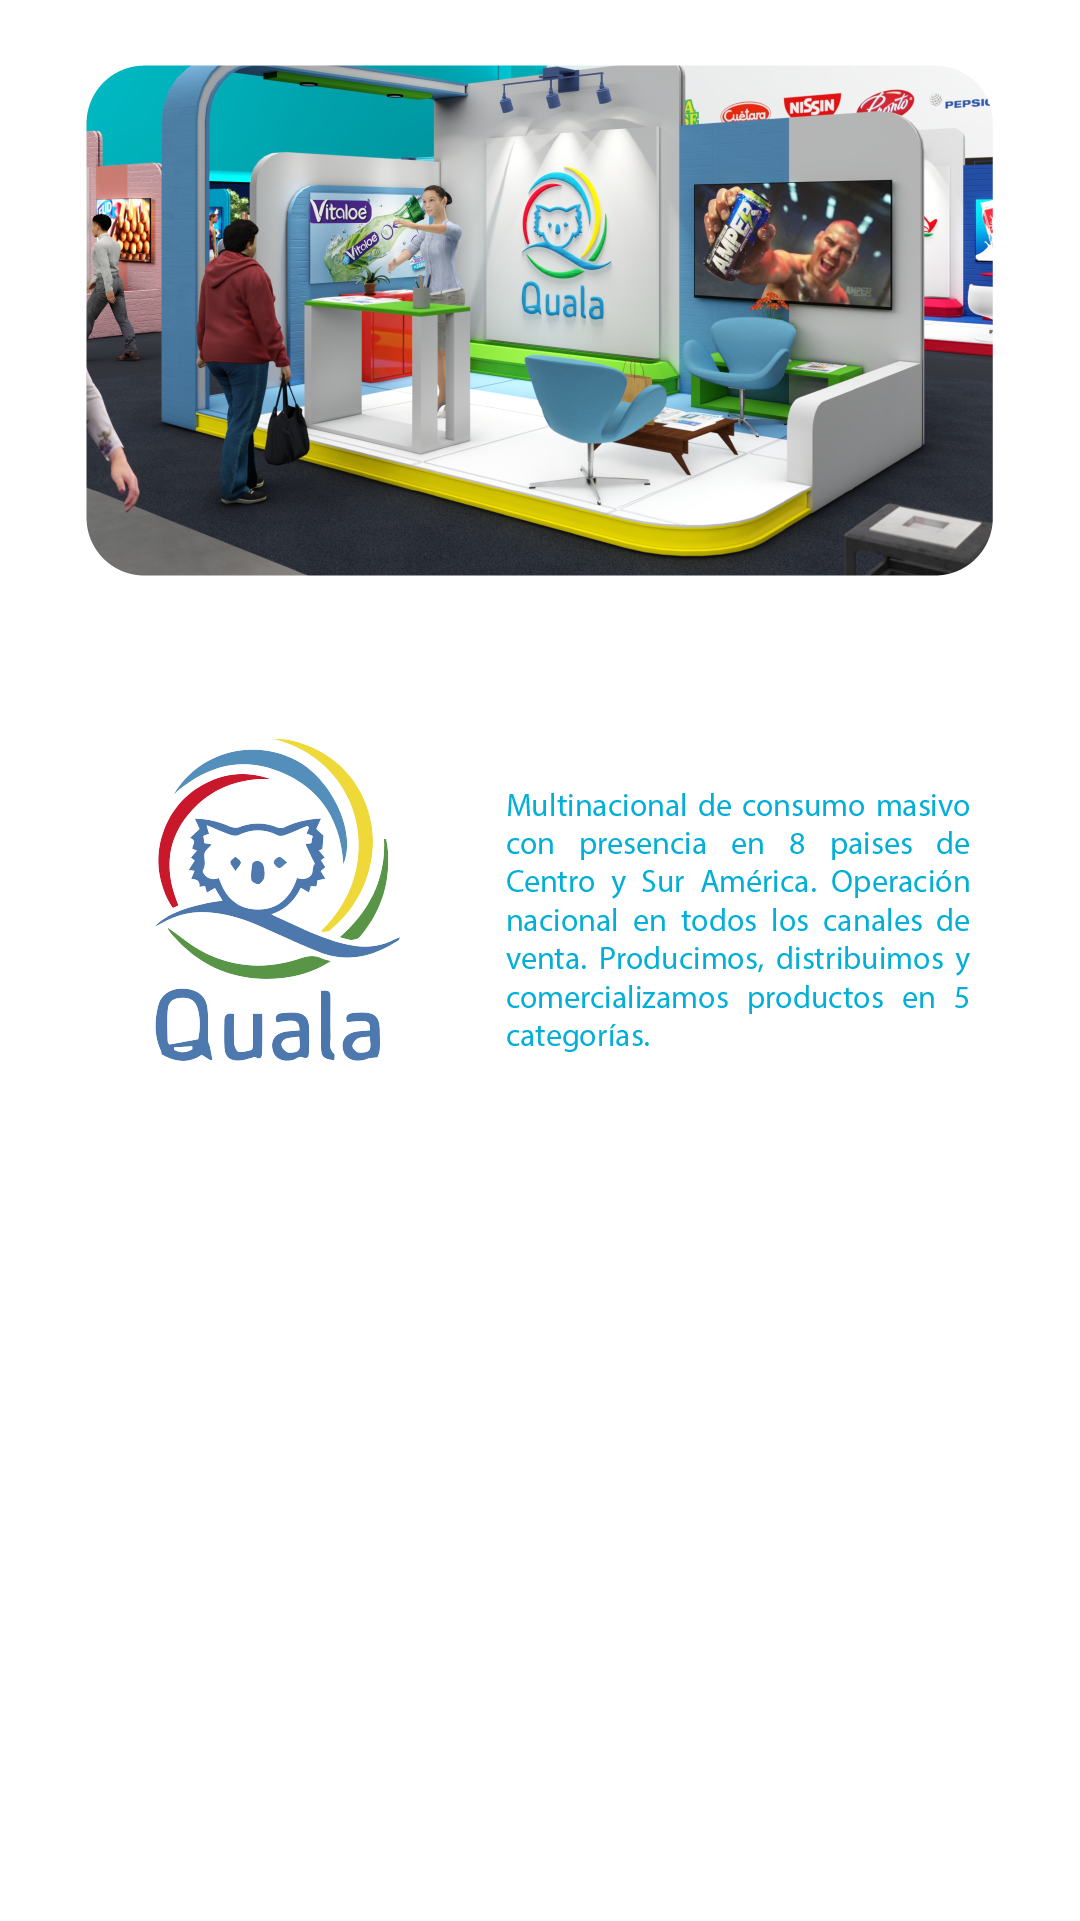 Cuétara
NISSIN
Pronto
PEPSI
Vitaloe
Vitaloe
AMPER
AMPER
Quala
Quala
Multinacional de consumo masivo
con presencia en 8 paises de
Centro y Sur América. Operación
nacional en todos los canales de
venta. Producimos, distribuimos y
comercializamos productos en 5
categorías.